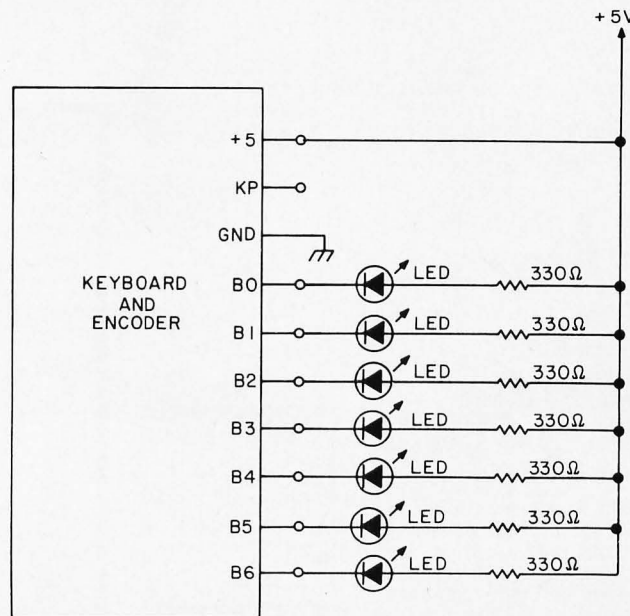 +5V
+5
KP
GND
KEYBOARD
AND
ENCODER
B0 LED 330Ω
B1 LED 330Ω
B2 LED 330Ω
B3 LED 330Ω
B4 LED 330Ω
B5 LED 330Ω
B6 LED 330Ω